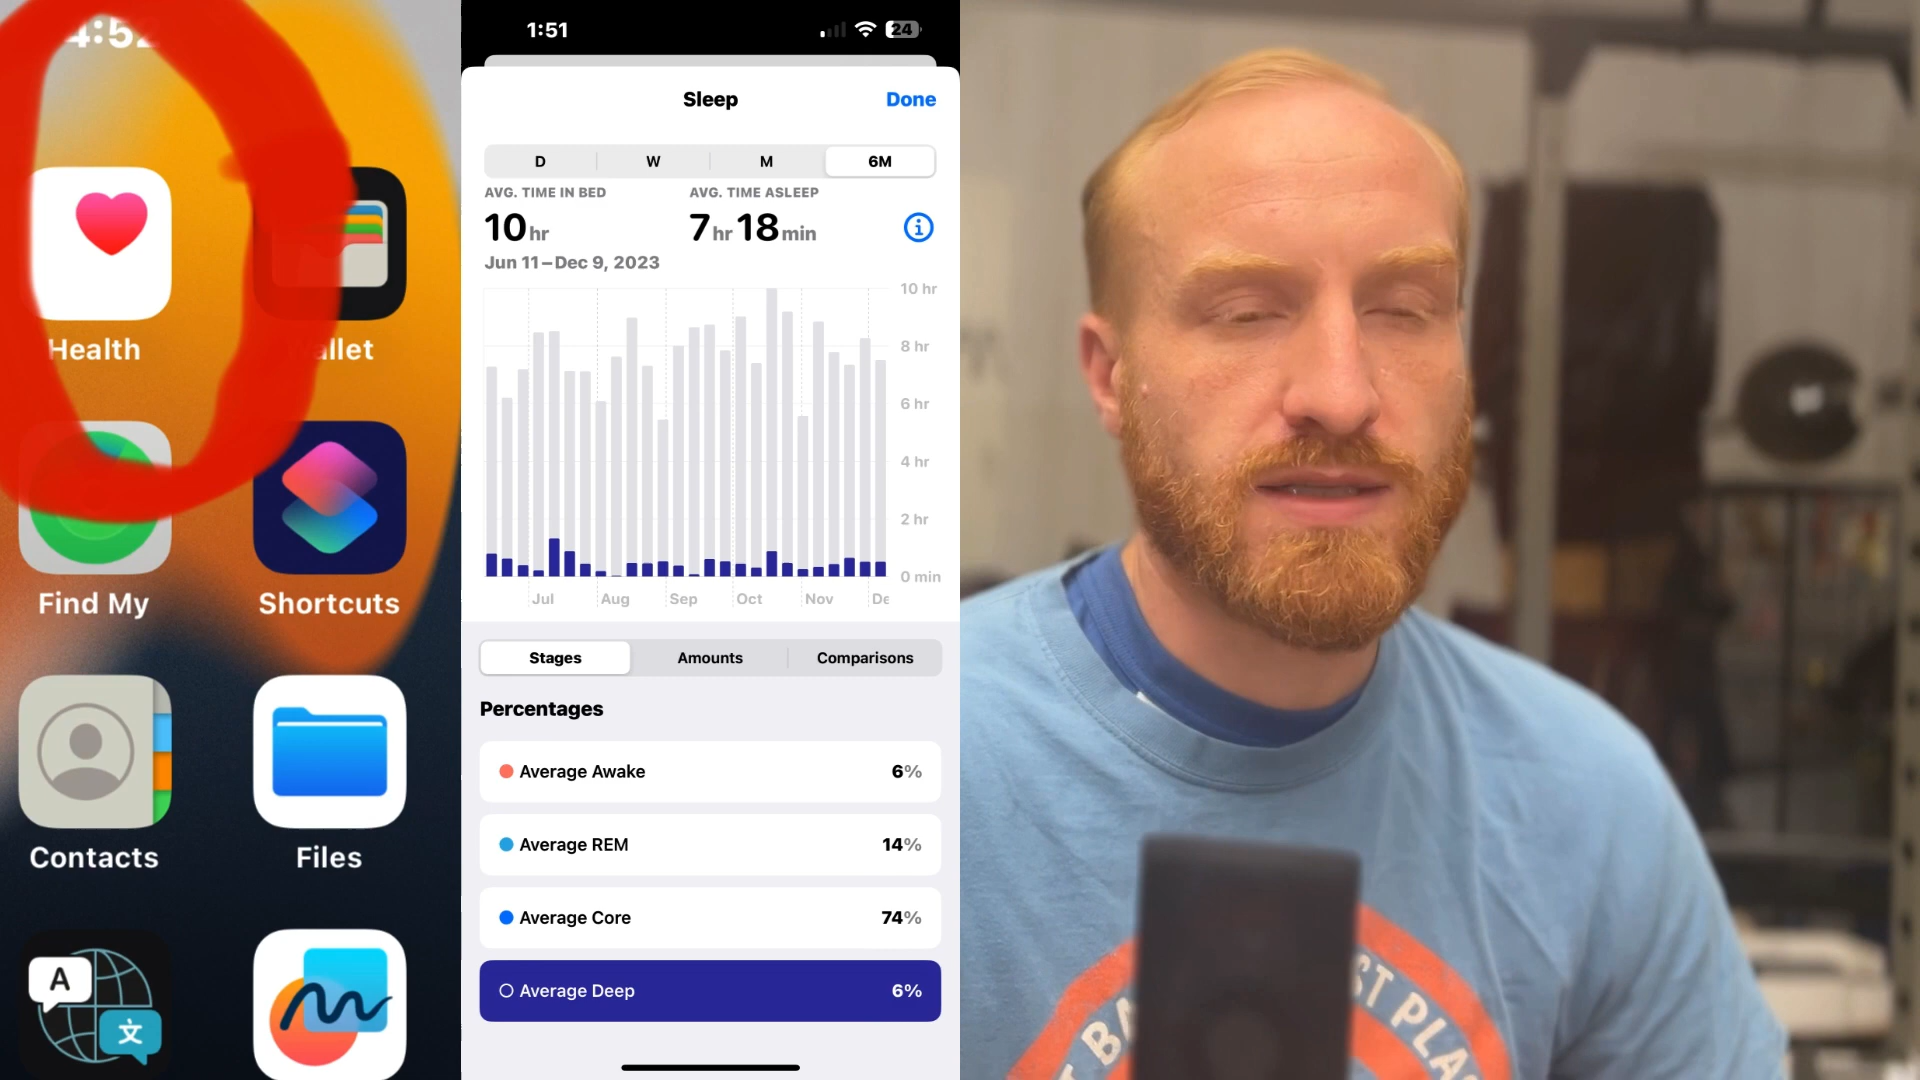 4:52
Health
Wallet
Find My
Shortcuts
Contacts
Files
A
文
1:51
24
Sleep
Done
D
W
M
6M
AVG. TIME IN BED
AVG. TIME ASLEEP
10 hr
7 hr 18 min
Jun 11 – Dec 9, 2023
10 hr
8 hr
6 hr
4 hr
2 hr
0 min
Jul
Aug
Sep
Oct
Nov
De
Stages
Amounts
Comparisons
Percentages
Average Awake
6%
Average REM
14%
Average Core
74%
Average Deep
6%